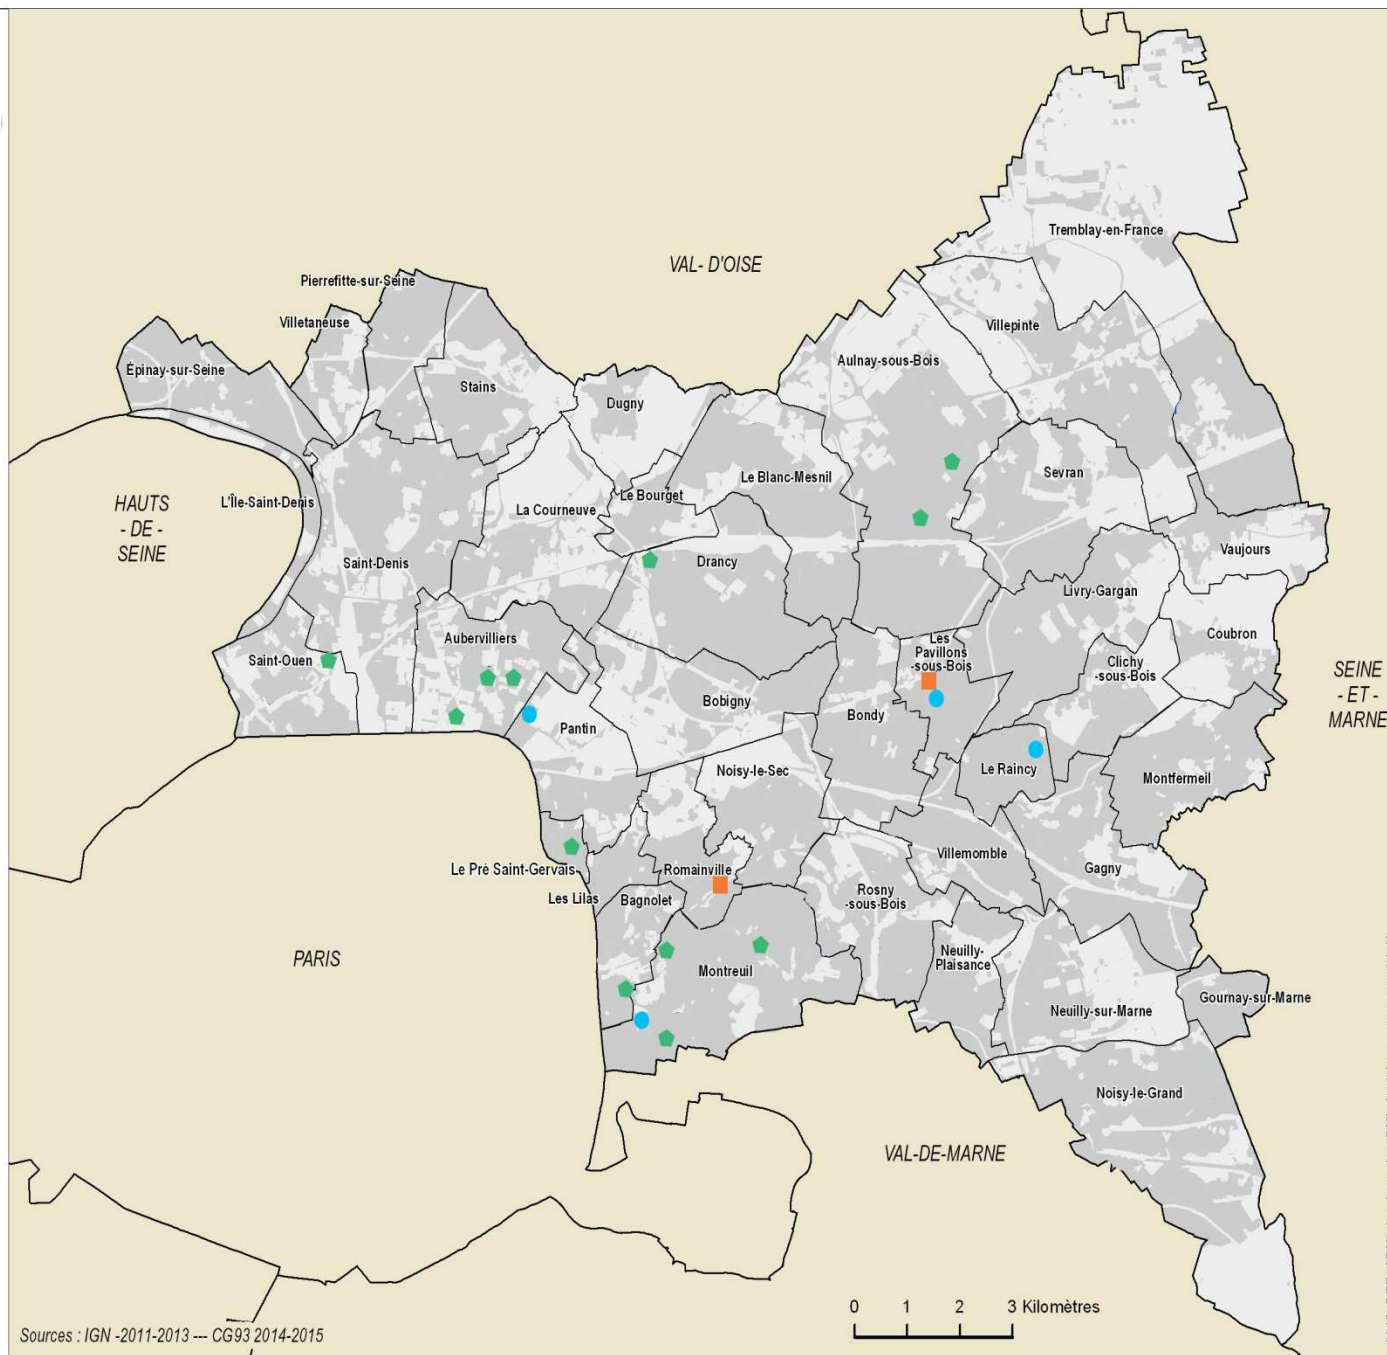 Tremblay-en-France
VAL- D'OISE
Pierrefitte-sur-Seine
Villetaneuse
Villepinte
Aulnay-sous-Bois
Épinay-sur-Seine
Stains
Dugny
Sevran
Le Blanc-Mesnil
Le Bourget
L'Île-Saint-Denis
La Courneuve
HAUTS
- DE -
SEINE
Vaujours
Saint-Denis
Drancy
Livry-Gargan
Coubron
Aubervilliers
Les
Pavillons
-sous-Bois
Saint-Ouen
Clichy
-sous-Bois
SEINE
- ET -
MARNE
Bobigny
Bondy
Pantin
Noisy-le-Sec
Le Raincy
Montfermeil
Villemomble
Le Prè Saint-Gervais
Romainville
Gagny
Rosny
-sous-Bois
Les Lilas
Bagnolet
PARIS
Montreuil
Neuilly-
Plaisance
Gournay-sur-Marne
Neuilly-sur-Marne
Noisy-le-Grand
VAL-DE-MARNE
0 1 2 3 Kilomètres
Sources : IGN -2011-2013 --- CG93 2014-2015